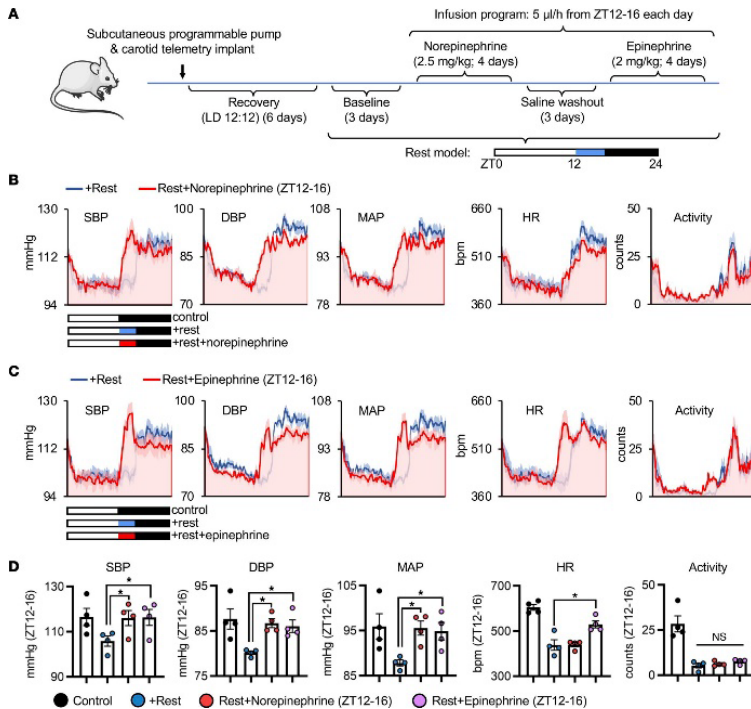 A
Infusion program: 5 µl/h from ZT12-16 each day
Subcutaneous programmable pump
& carotid telemetry implant
Norepinephrine
(2.5 mg/kg; 4 days)
Epinephrine
(2 mg/kg; 4 days)
Recovery
(LD 12:12) (6 days)
Baseline
(3 days)
Saline washout
(3 days)
Rest model:
ZT0 12 24
B
+Rest Rest+Norepinephrine (ZT12-16)
SBP DBP MAP HR Activity
mmHg bpm counts
130 112 94
100 85 70
108 93 78
660 510 360
50 25 0
control
+rest
+rest+norepinephrine
C
+Rest Rest+Epinephrine (ZT12-16)
SBP DBP MAP HR Activity
mmHg bpm counts
130 112 94
100 85 70
108 93 78
660 510 360
50 25 0
control
+rest
+rest+epinephrine
D
SBP DBP MAP HR Activity
mmHg (ZT12-16) mmHg (ZT12-16) mmHg (ZT12-16) bpm (ZT12-16) counts (ZT12-16)
130 110 90
95 85 75
105 95 85
700 500 300
50 25 0
* * * * * * * NS
Control +Rest Rest+Norepinephrine (ZT12-16) Rest+Epinephrine (ZT12-16)